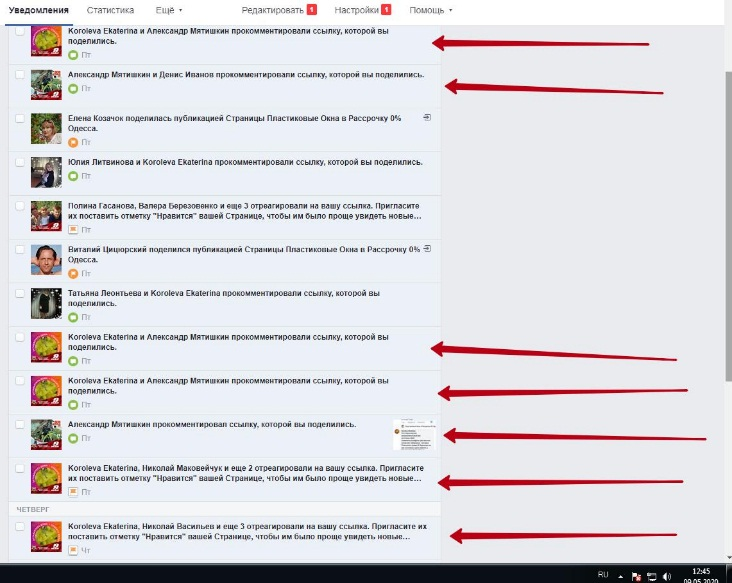 Уведомления Статистика Ещё Редактировать 1 Настройки 1 Помощь
Koroleva Ekaterina и Александр Мятишкин прокомментировали ссылку, которой вы
поделились.
Пт
Александр Мятишкин и Денис Иванов прокомментировали ссылку, которой вы поделились.
Пт
Елена Козачок поделилась публикацией Страницы Пластиковые Окна в Рассрочку 0%
Одесса.
Пт
Юлия Литвинова и Koroleva Ekaterina прокомментировали ссылку, которой вы поделились.
Пт
Полина Гасанова, Валера Березовенко и еще 3 отреагировали на вашу ссылка. Пригласите
их поставить отметку "Нравится" вашей Странице, чтобы им было проще увидеть новые...
Пт
Виталий Цицюрский поделился публикацией Страницы Пластиковые Окна в Рассрочку 0%
Одесса.
Пт
Татьяна Леонтьева и Koroleva Ekaterina прокомментировали ссылку, которой вы
поделились.
Пт
Koroleva Ekaterina и Александр Мятишкин прокомментировали ссылку, которой вы
поделились.
Пт
Koroleva Ekaterina и Александр Мятишкин прокомментировали ссылку, которой вы
поделились.
Пт
Александр Мятишкин прокомментировал ссылку, которой вы поделились.
Пт
Koroleva Ekaterina, Николай Маковейчук и еще 2 отреагировали на вашу ссылка. Пригласите
их поставить отметку "Нравится" вашей Странице, чтобы им было проще увидеть новые...
Пт
ЧЕТВЕРГ
Koroleva Ekaterina, Николай Васильев и еще 3 отреагировали на вашу ссылка. Пригласите их
поставить отметку "Нравится" вашей Странице, чтобы им было проще увидеть новые...
Чт
RU 12:45
09.05.2020